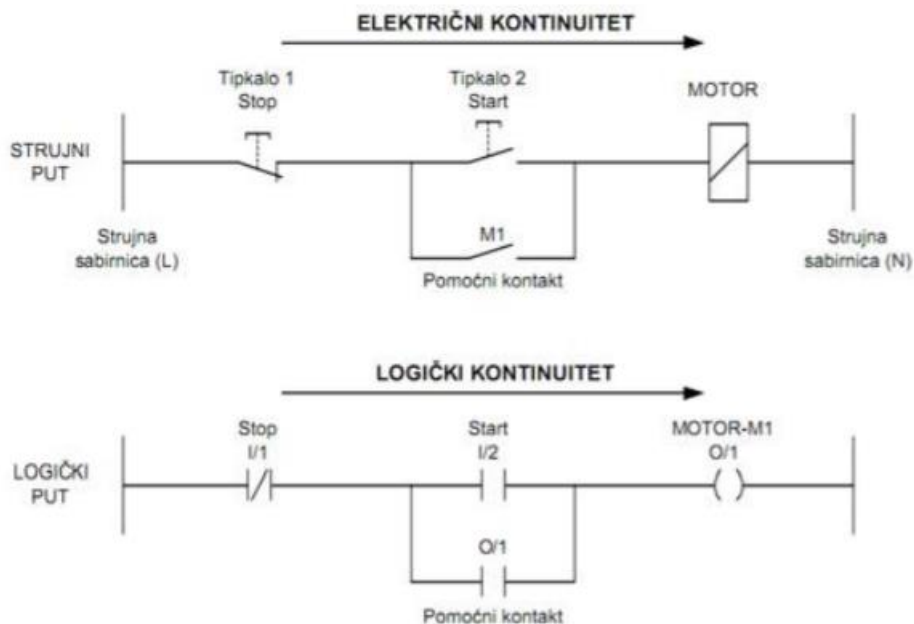 ELEKTRIČNI KONTINUITET
Tipkalo 1
Stop
Tipkalo 2
Start
MOTOR
STRUJNI
PUT
Strujna
sabirnica (L)
M1
Pomoćni kontakt
Strujna
sabirnica (N)
LOGIČKI KONTINUITET
Stop
I/1
Start
I/2
MOTOR-M1
O/1
LOGIČKI
PUT
O/1
Pomoćni kontakt